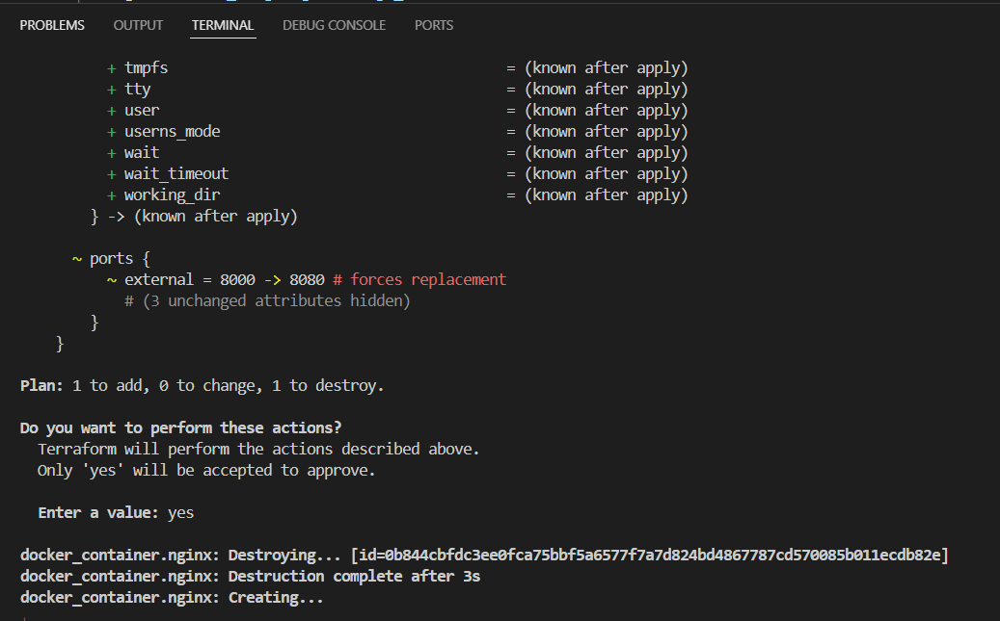 PROBLEMS OUTPUT TERMINAL DEBUG CONSOLE PORTS
+ tmpfs = (known after apply)
+ tty = (known after apply)
+ user = (known after apply)
+ userns_mode = (known after apply)
+ wait = (known after apply)
+ wait_timeout = (known after apply)
+ working_dir = (known after apply)
} -> (known after apply)
~ ports {
~ external = 8000 -> 8080 # forces replacement
# (3 unchanged attributes hidden)
}
}
Plan: 1 to add, 0 to change, 1 to destroy.
Do you want to perform these actions?
Terraform will perform the actions described above.
Only 'yes' will be accepted to approve.
Enter a value: yes
docker_container.nginx: Destroying... [id=0b844cbfdc3ee0fca75bbf5a6577f7a7d824bd4867787cd570085b011ecdb82e]
docker_container.nginx: Destruction complete after 3s
docker_container.nginx: Creating...